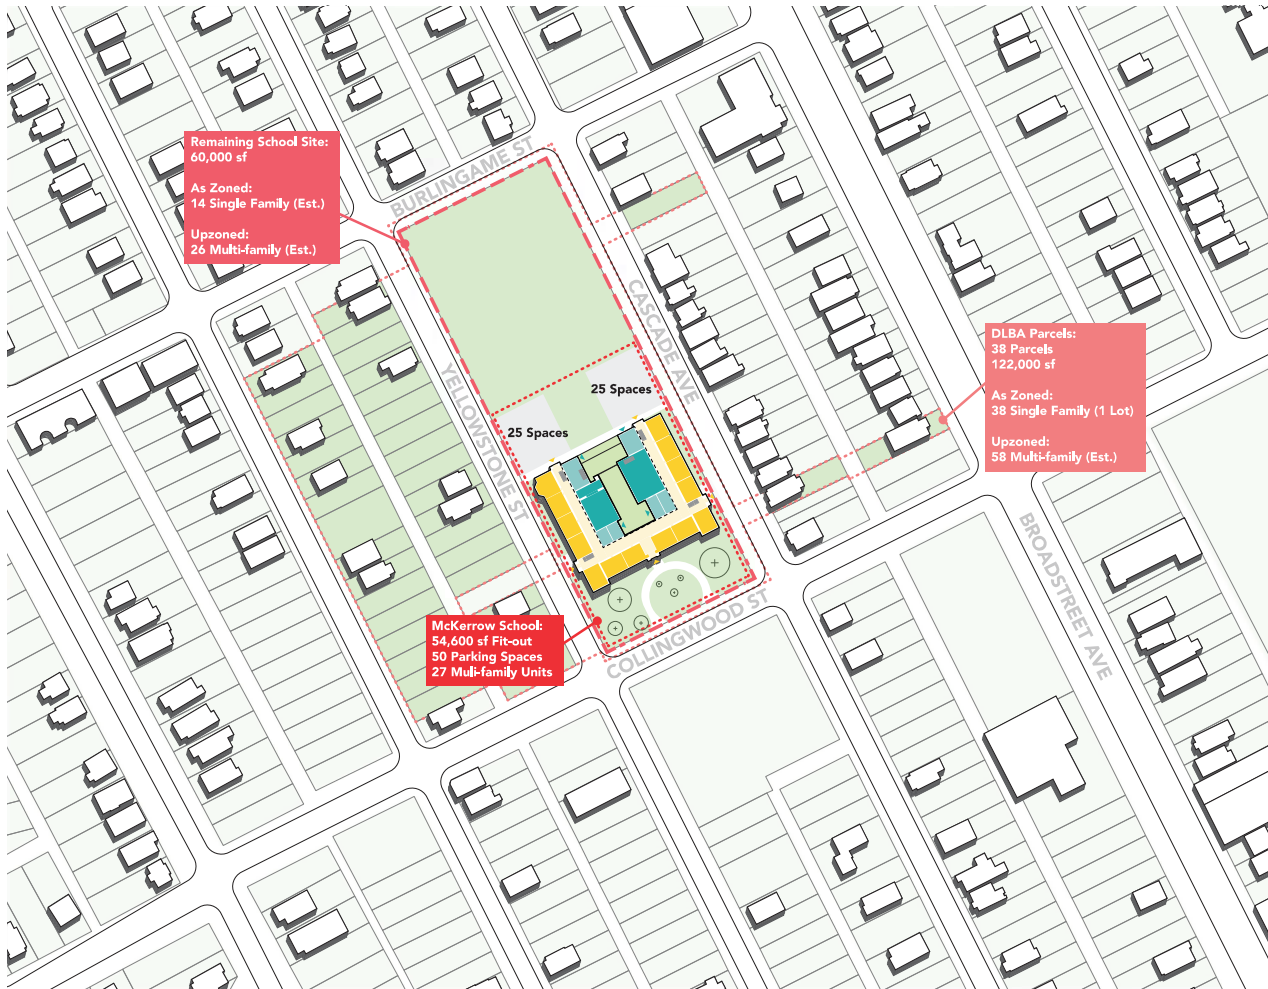 Remaining School Site:
60,000 sf
As Zoned:
14 Single Family (Est.)
Upzoned:
26 Multi-family (Est.)
BURLINGAME ST
CASCADE AVE
YELLOWSTONE ST
25 Spaces
25 Spaces
DLBA Parcels:
38 Parcels
122,000 sf
As Zoned:
38 Single Family (1 Lot)
Upzoned:
58 Multi-family (Est.)
BROADSTREET AVE
COLLINGWOOD ST
McKerrow School:
54,600 sf Fit-out
50 Parking Spaces
27 Muli-family Units